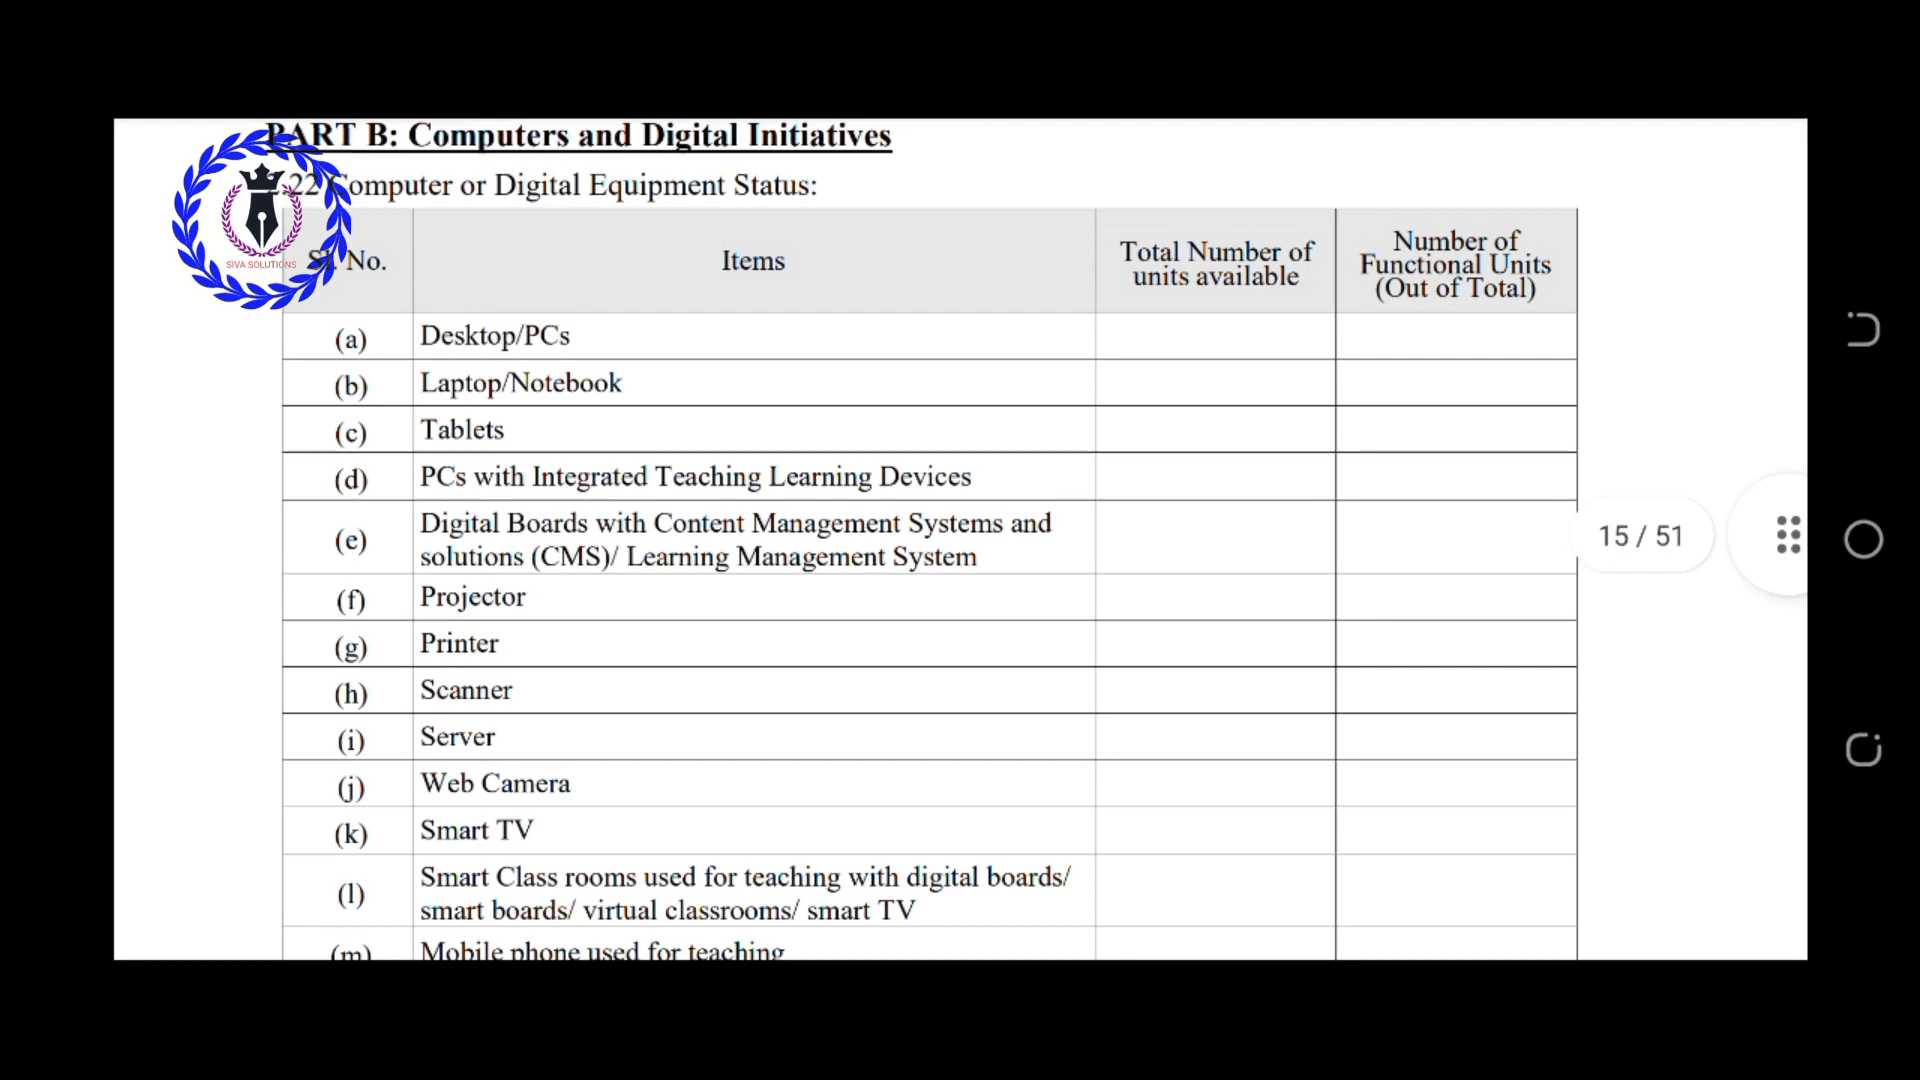 PART B: Computers and Digital Initiatives
2.22 Computer or Digital Equipment Status:
SIVA SOLUTIONS
Sl. No.
Items
Total Number of
units available
Number of
Functional Units
(Out of Total)
(a) Desktop/PCs
(b) Laptop/Notebook
(c) Tablets
(d) PCs with Integrated Teaching Learning Devices
(e) Digital Boards with Content Management Systems and
solutions (CMS)/ Learning Management System
(f) Projector
(g) Printer
(h) Scanner
(i) Server
(j) Web Camera
(k) Smart TV
(l) Smart Class rooms used for teaching with digital boards/
smart boards/ virtual classrooms/ smart TV
(m) Mobile phone used for teaching
15 / 51